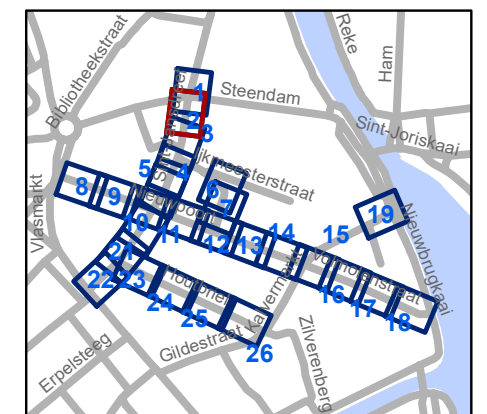 Bibliotheekstraat
Reke
Ham
Steendam
Sint-Joriskaai
1
2
3
4
5
6
7
8
9
10
11
12
13
14
15
16
17
18
19
21
22
23
24
25
26
Vlasmarkt
Nieuwbrugkaai
Kalvermarkt
Gildestraat
Zilverenberg
Erpelsteeg